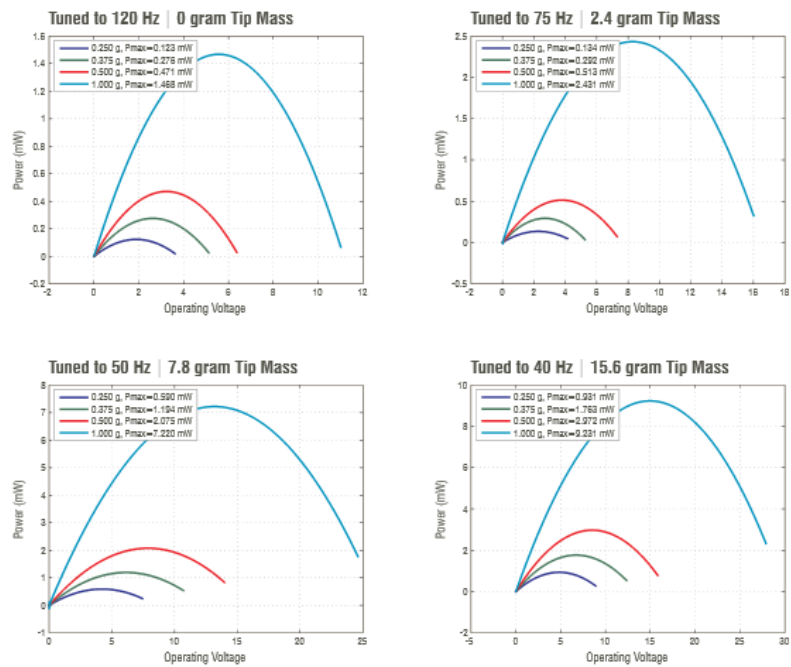 Tuned to 120 Hz | 0 gram Tip Mass
1.6
1.4
1.2
1
0.8
0.6
0.4
0.2
0
-0.2
Power (mW)
0.250 g, Pmax=0.123 mW
0.375 g, Pmax=0.276 mW
0.500 g, Pmax=0.471 mW
1.000 g, Pmax=1.468 mW
-2 0 2 4 6 8 10 12
Operating Voltage
Tuned to 75 Hz | 2.4 gram Tip Mass
2.5
2
1.5
1
0.5
0
-0.5
Power (mW)
0.250 g, Pmax=0.134 mW
0.375 g, Pmax=0.292 mW
0.500 g, Pmax=0.513 mW
1.000 g, Pmax=2.431 mW
-2 0 2 4 6 8 10 12 14 16 18
Operating Voltage
Tuned to 50 Hz | 7.8 gram Tip Mass
8
7
6
5
4
3
2
1
0
-1
Power (mW)
0.250 g, Pmax=0.590 mW
0.375 g, Pmax=1.194 mW
0.500 g, Pmax=2.075 mW
1.000 g, Pmax=7.220 mW
0 5 10 15 20 25
Operating Voltage
Tuned to 40 Hz | 15.6 gram Tip Mass
10
8
6
4
2
0
-2
Power (mW)
0.250 g, Pmax=0.931 mW
0.375 g, Pmax=1.763 mW
0.500 g, Pmax=2.972 mW
1.000 g, Pmax=9.231 mW
-5 0 5 10 15 20 25 30
Operating Voltage